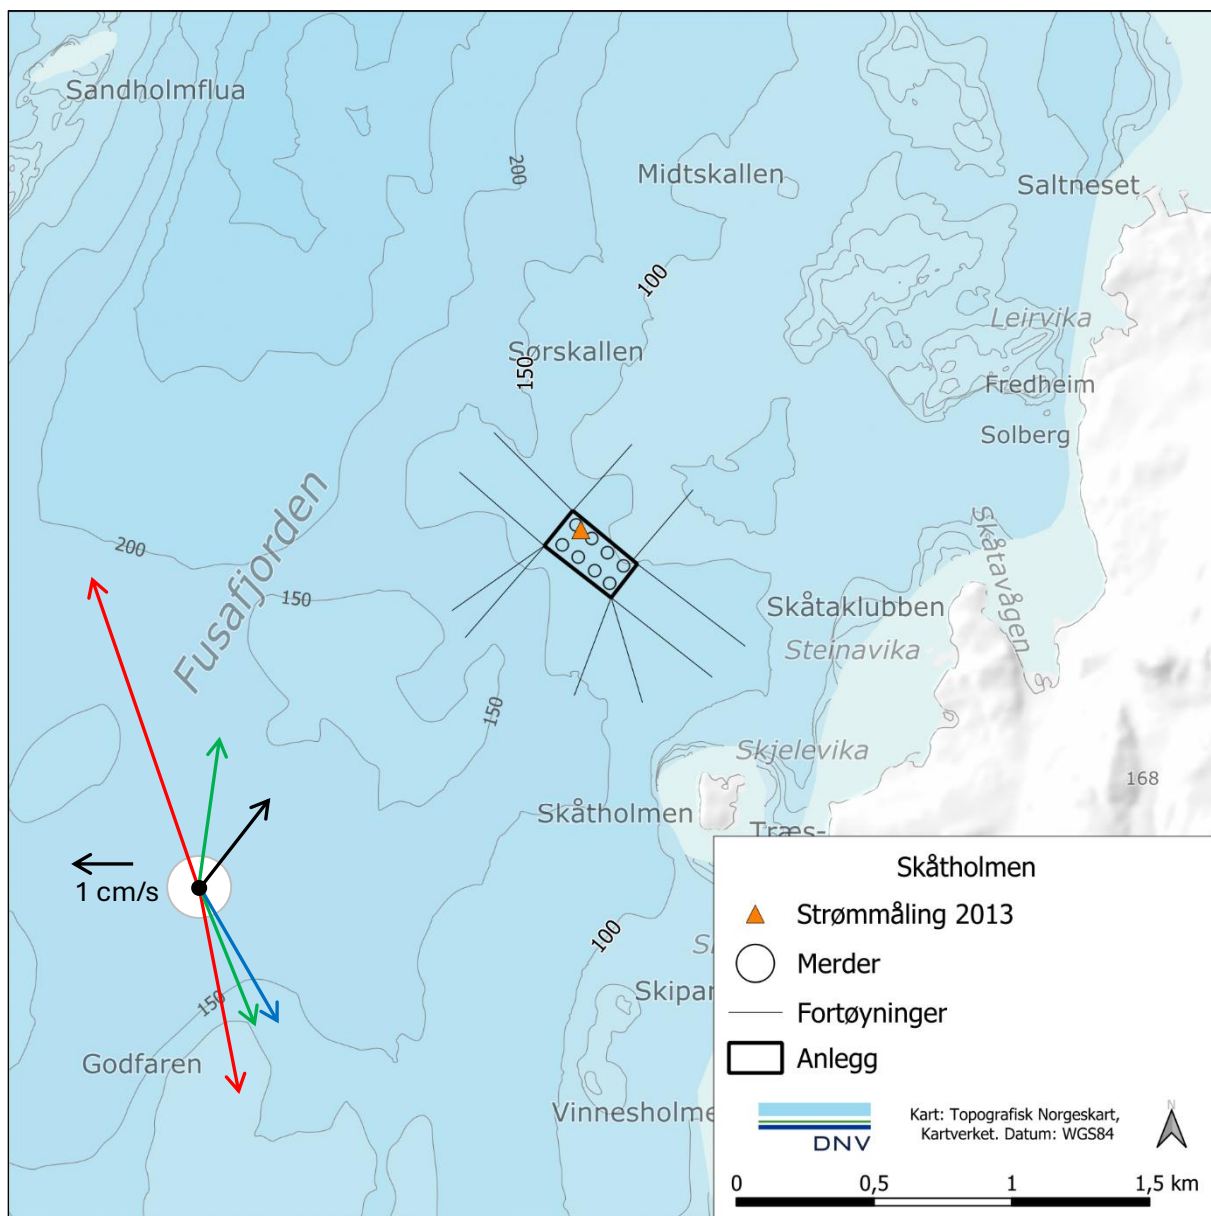 Sandholmflua
200
Midtskallen
Saltneset
100
Leirvika
Sørskallen
150
Fredheim
Solberg
Fusafjorden
200
Skåtavågen
150
Skåtaklubben
Steinavika
150
Skjelevika
168
Skåtholmen
Træs-
1 cm/s
100
150
Skipar
Godfaren
Vinnesholme
Skåtholmen
Strømmåling 2013
Merder
Fortøyninger
Anlegg
DNV
Kart: Topografisk Norgeskart,
Kartverket. Datum: WGS84
N
0 0,5 1 1,5 km